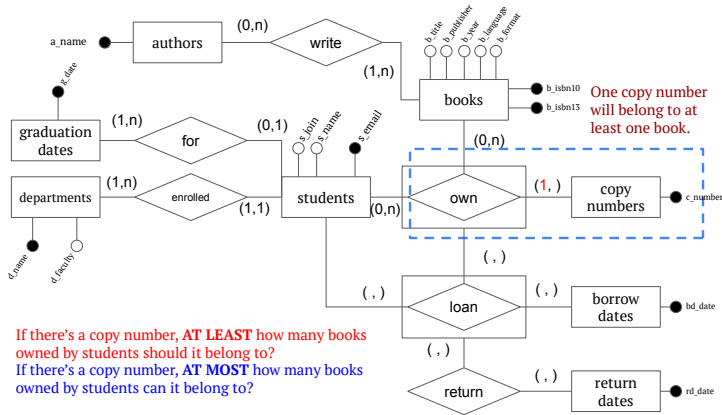 b_title
b_publisher
b_year
b_language
b_format
(0,n)
a_name
authors
write
g_date
(1,n)
books
b_isbn10
b_isbn13
One copy number
will belong to at
least one book.
graduation
dates
(1,n)
for
(0,1)
s_join
s_name
s_email
(0,n)
departments
(1,n)
enrolled
(1,1)
students
(0,n)
own
(1, )
copy
numbers
c_number
d_name
d_faculty
( , )
( , )
loan
( , )
borrow
dates
bd_date
If there's a copy number, AT LEAST how many books
owned by students should it belong to?
If there's a copy number, AT MOST how many books
owned by students can it belong to?
( , )
return
( , )
return
dates
rd_date